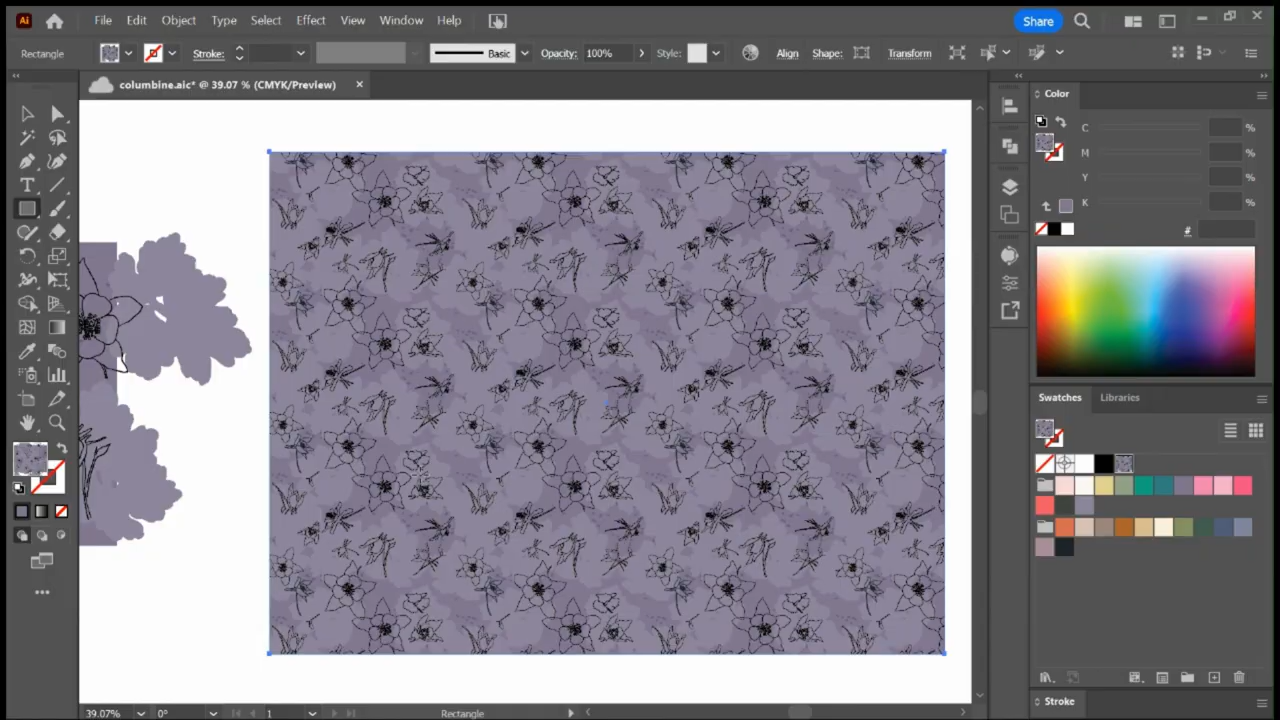 Ai File Edit Object Type Select Effect View Window Help Share
Rectangle Stroke: Basic Opacity: 100% Style: Align Shape: Transform
columbine.aic* @ 39.07 % (CMYK/Preview)
Color
C %
M %
Y %
K %
#
T
Swatches Libraries
39.07% 0° 1 Rectangle
Stroke